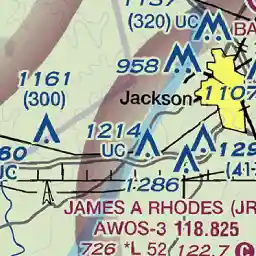 1137
(320) UC
BA
958
1161
(300)
Jackson
1107
1214
UC
60
UC
129
(41
1286
JAMES A RHODES (JR
AWOS-3 118.825
726 *L 52 122.7 C